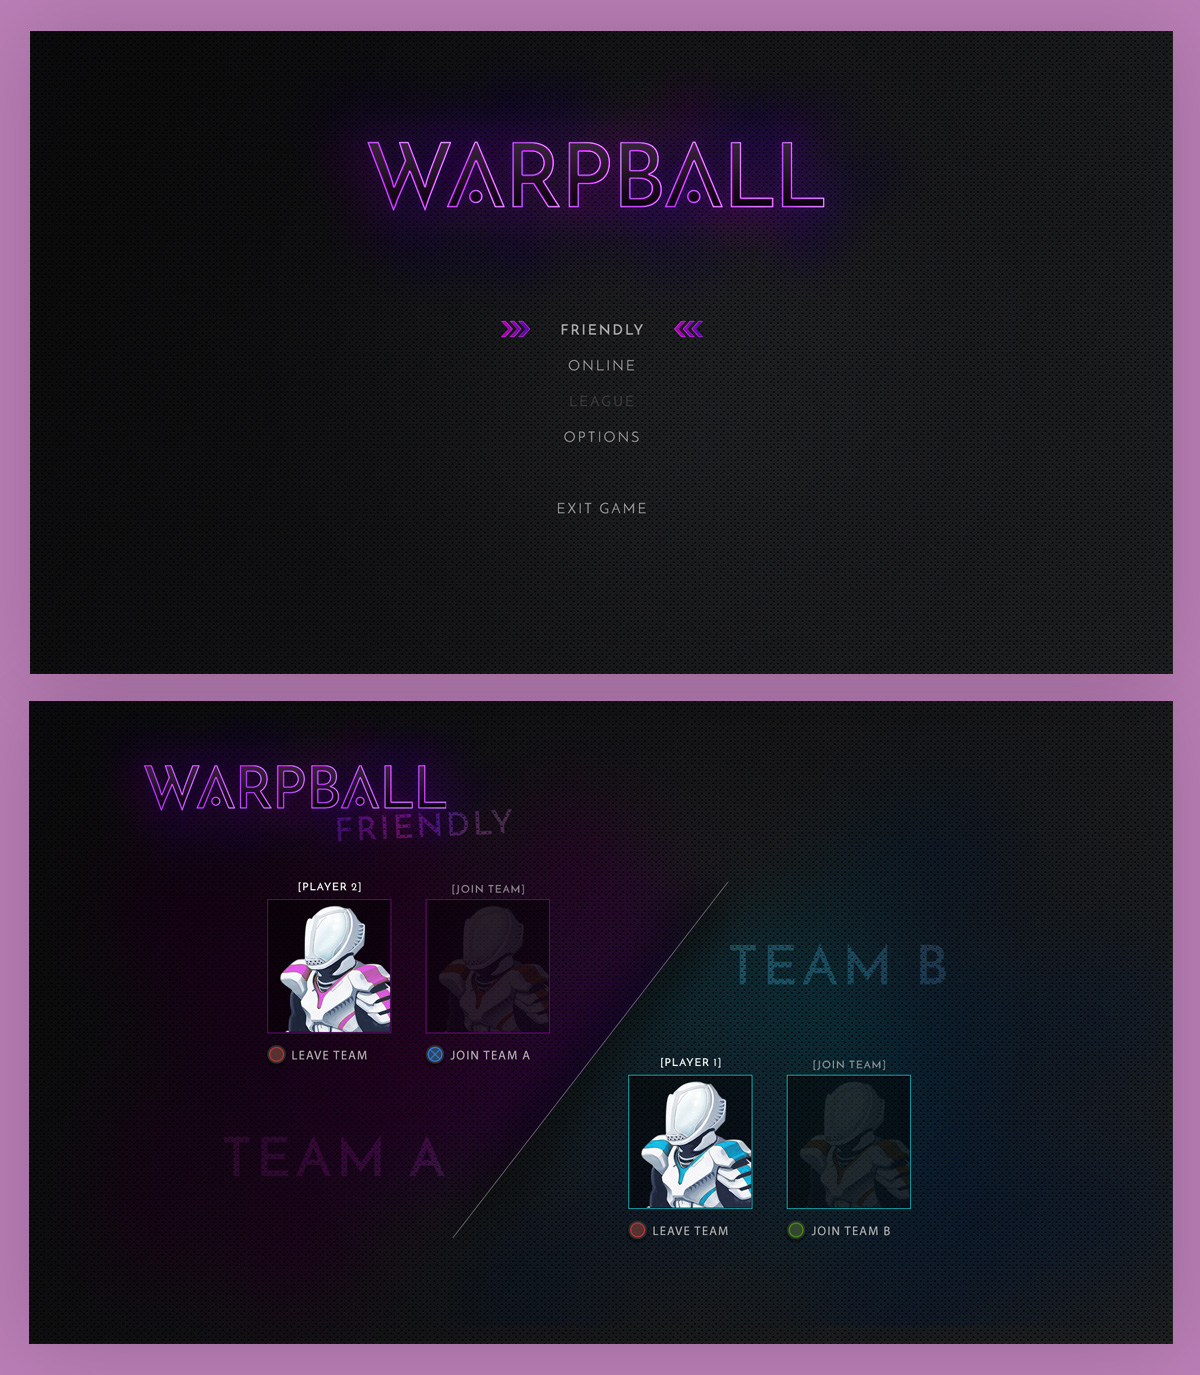 WARPBALL
FRIENDLY
ONLINE
LEAGUE
OPTIONS
EXIT GAME
WARPBALL
FRIENDLY
[PLAYER 2]
[JOIN TEAM]
LEAVE TEAM
JOIN TEAM A
TEAM A
TEAM B
[PLAYER 1]
[JOIN TEAM]
LEAVE TEAM
JOIN TEAM B